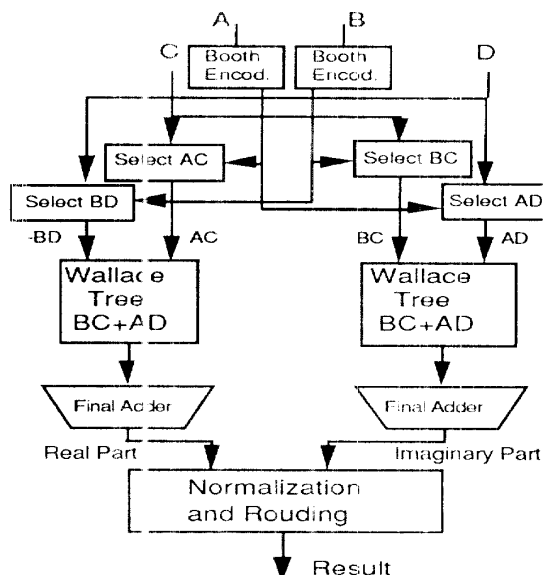 A
B
C
Booth
Encod.
Booth
Encod.
D
Select AC
Select BC
Select BD
Select AD
-BD
AC
BC
AD
Wallace
Tree
BC+AD
Wallace
Tree
BC+AD
Final Adder
Final Adder
Real Part
Imaginary Part
Normalization
and Rouding
Result